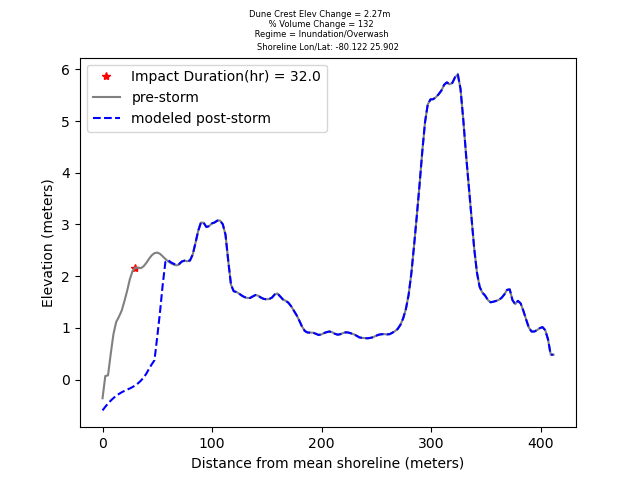 Dune Crest Elev Change = 2.27m
% Volume Change = 132
Regime = Inundation/Overwash
Shoreline Lon/Lat: -80.122 25.902
Impact Duration(hr) = 32.0
pre-storm
modeled post-storm
Elevation (meters)
6
5
4
3
2
1
0
0 100 200 300 400
Distance from mean shoreline (meters)